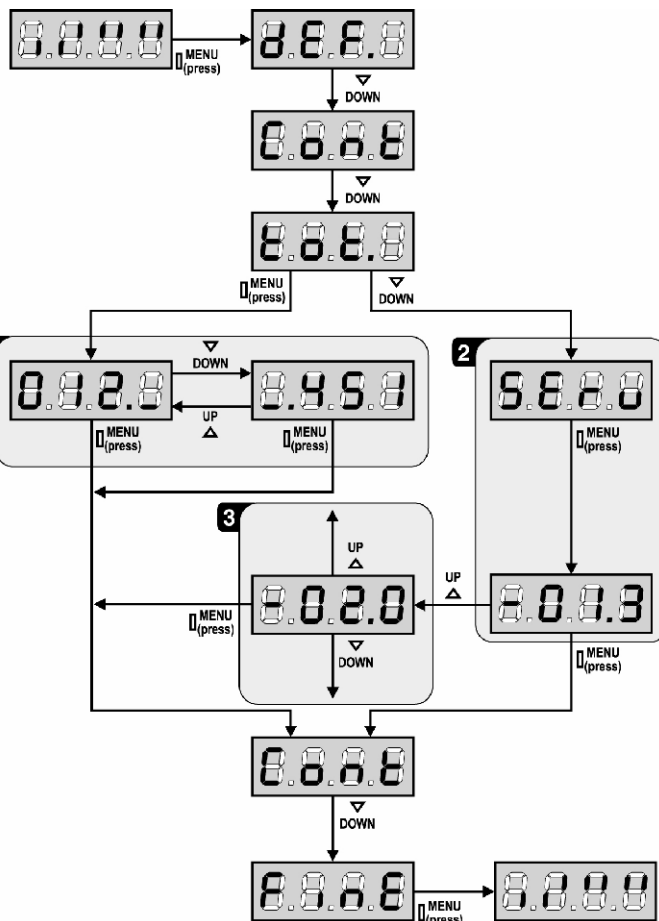 dEF.
MENU
(press)
DOWN
Cont
DOWN
tot.
MENU
(press)
DOWN
2
012.
DOWN
UP
.451
SErv
MENU
(press)
MENU
(press)
MENU
(press)
3
UP
-02.0
UP
-01.3
MENU
(press)
DOWN
MENU
(press)
Cont
DOWN
FinE
MENU
(press)